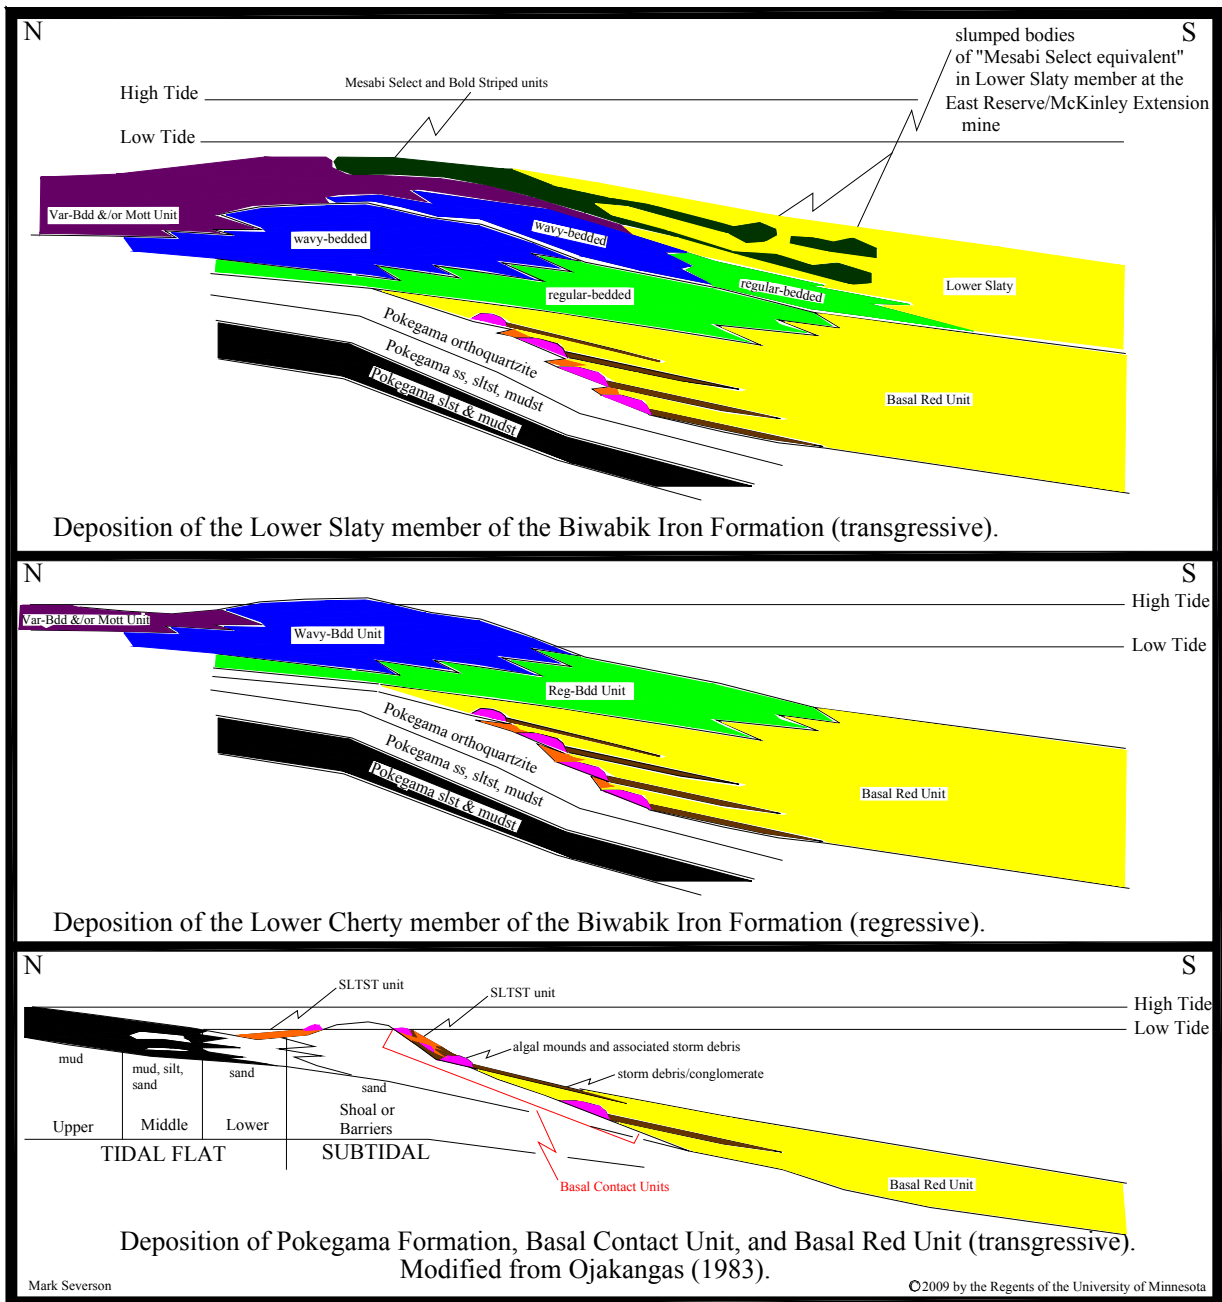 N
S
slumped bodies
of "Mesabi Select equivalent"
in Lower Slaty member at the
East Reserve/McKinley Extension
mine
Mesabi Select and Bold Striped units
High Tide
Low Tide
Var-Bdd &/or Mott Unit
wavy-bedded
wavy-bedded
regular-bedded
regular-bedded
Lower Slaty
Pokegama orthoquartzite
Pokegama ss, sltst, mudst
Pokegama slst & mudst
Basal Red Unit
Deposition of the Lower Slaty member of the Biwabik Iron Formation (transgressive).
N
S
High Tide
Low Tide
Var-Bdd &/or Mott Unit
Wavy-Bdd Unit
Reg-Bdd Unit
Pokegama orthoquartzite
Pokegama ss, sltst, mudst
Pokegama slst & mudst
Basal Red Unit
Deposition of the Lower Cherty member of the Biwabik Iron Formation (regressive).
N
S
SLTST unit
SLTST unit
High Tide
Low Tide
algal mounds and associated storm debris
storm debris/conglomerate
mud
mud, silt,
sand
sand
sand
Upper
Middle
Lower
Shoal or
Barriers
TIDAL FLAT
SUBTIDAL
Basal Contact Units
Basal Red Unit
Deposition of Pokegama Formation, Basal Contact Unit, and Basal Red Unit (transgressive).
Modified from Ojakangas (1983).
Mark Severson
©2009 by the Regents of the University of Minnesota